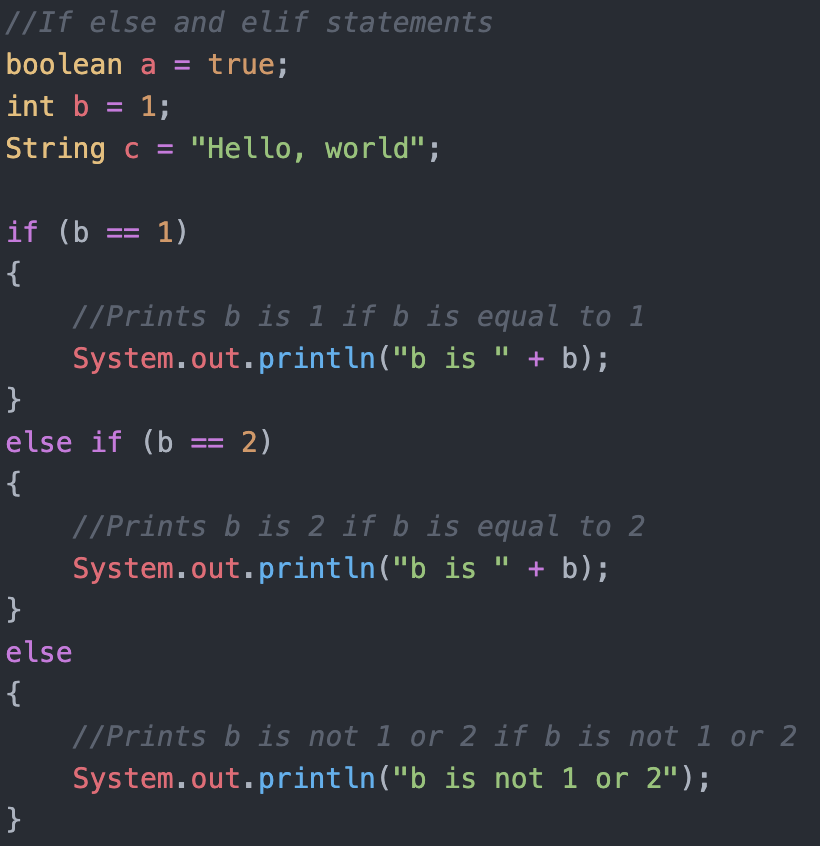 //If else and elif statements
boolean a = true;
int b = 1;
String c = "Hello, world";

if (b == 1)
{
    //Prints b is 1 if b is equal to 1
    System.out.println("b is " + b);
}
else if (b == 2)
{
    //Prints b is 2 if b is equal to 2
    System.out.println("b is " + b);
}
else
{
    //Prints b is not 1 or 2 if b is not 1 or 2
    System.out.println("b is not 1 or 2");
}